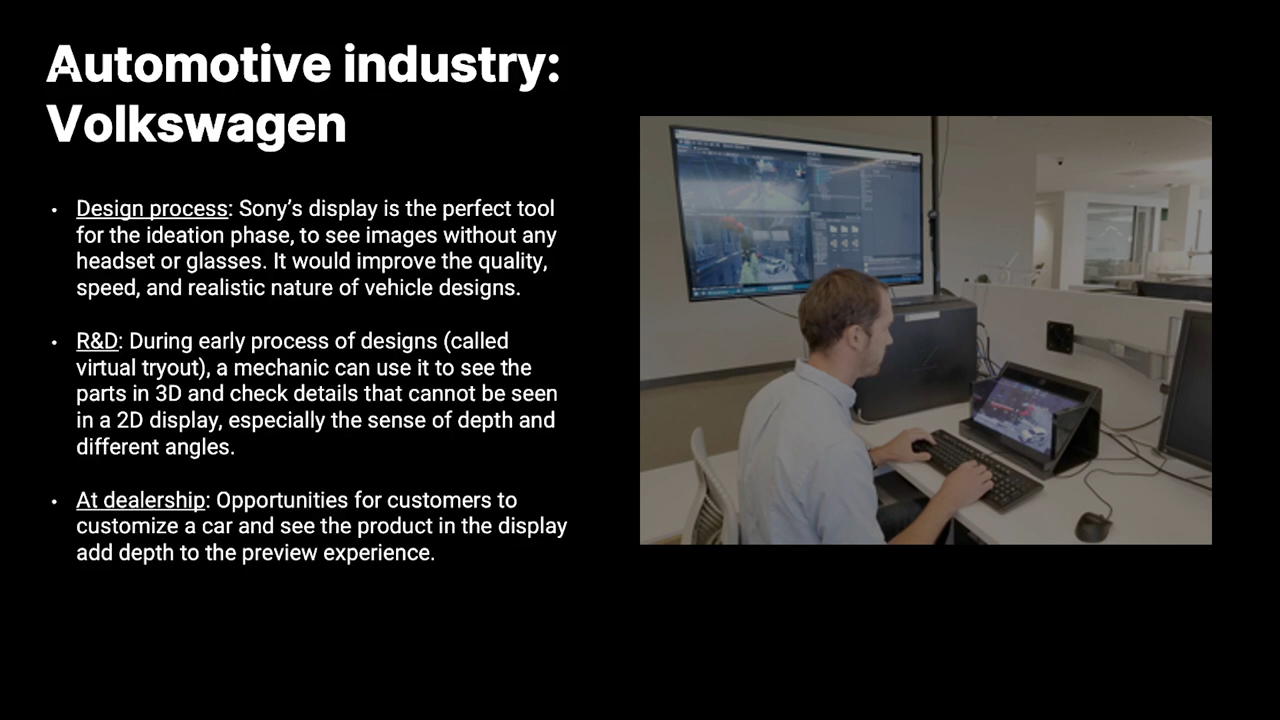 Automotive industry:
Volkswagen
• Design process: Sony’s display is the perfect tool
for the ideation phase, to see images without any
headset or glasses. It would improve the quality,
speed, and realistic nature of vehicle designs.
• R&D: During early process of designs (called
virtual tryout), a mechanic can use it to see the
parts in 3D and check details that cannot be seen
in a 2D display, especially the sense of depth and
different angles.
• At dealership: Opportunities for customers to
customize a car and see the product in the display
add depth to the preview experience.